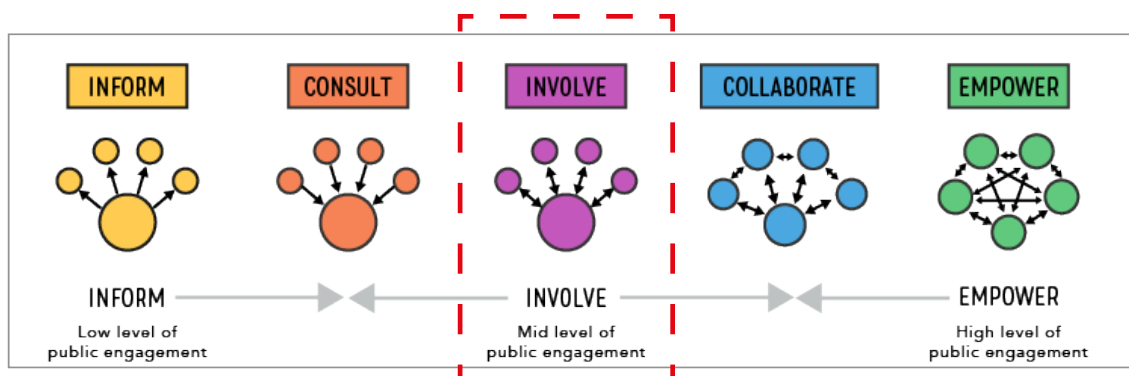 INFORM
CONSULT
INVOLVE
COLLABORATE
EMPOWER
INFORM
INVOLVE
EMPOWER
Low level of
public engagement
Mid level of
public engagement
High level of
public engagement